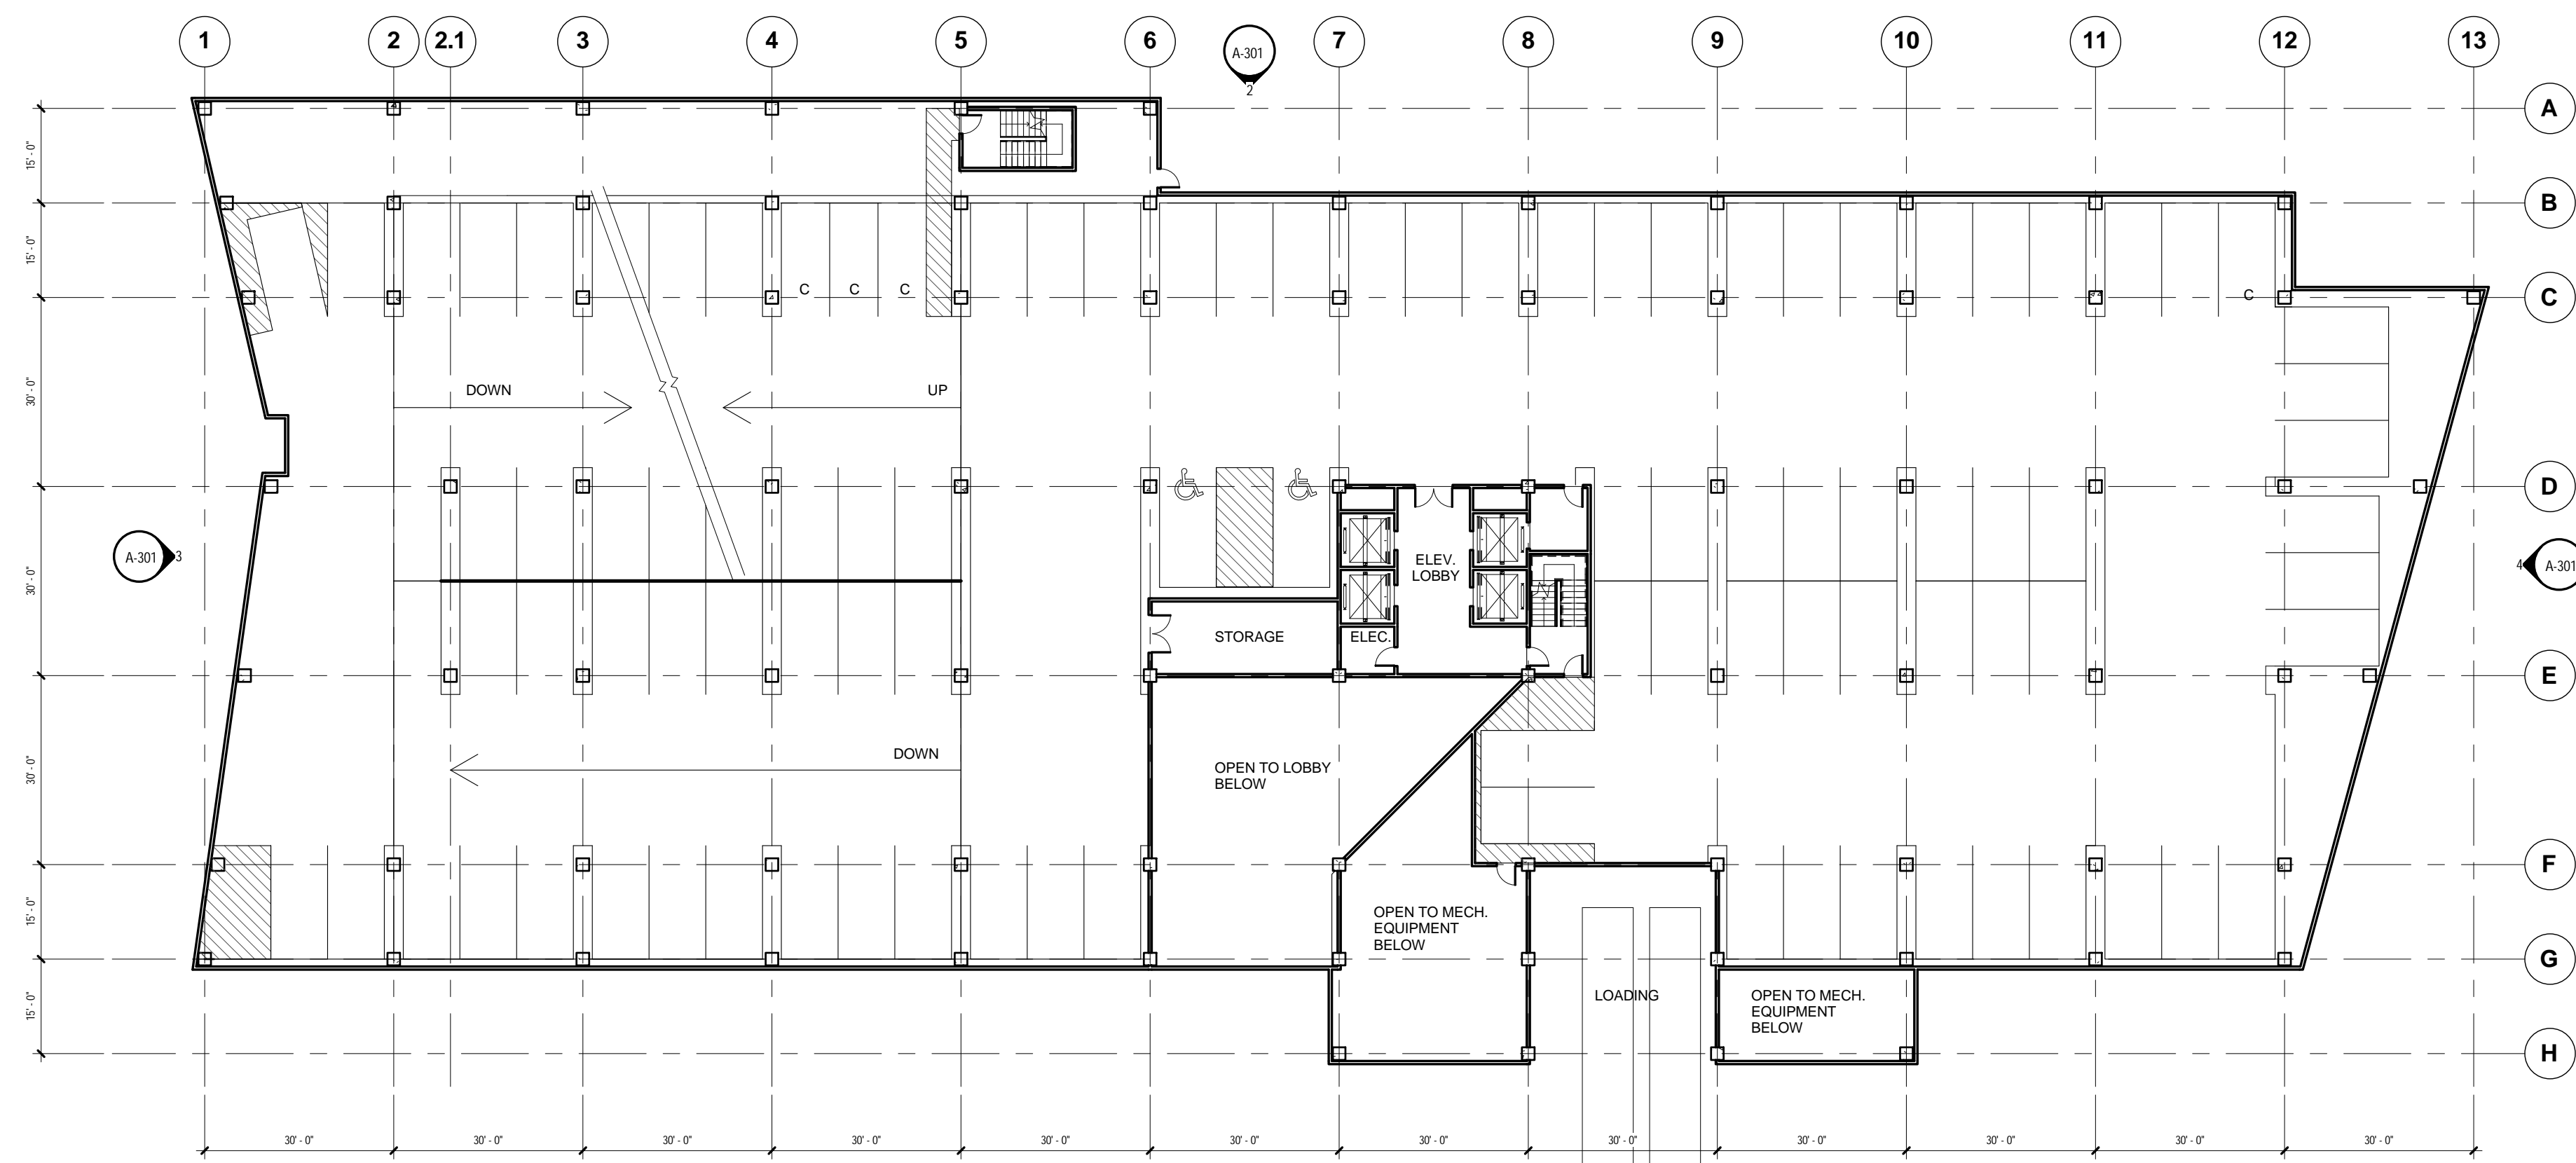 1 2 2.1 3 4 5 6 7 8 9 10 11 12 13
A-301
2
A
15' - 0"
B
15' - 0"
C C C
C
C
30' - 0"
DOWN
UP
D
A-301 3
30' - 0"
ELEV.
LOBBY
4 A-301
STORAGE
ELEC.
E
30' - 0"
DOWN
OPEN TO LOBBY
BELOW
F
15' - 0"
OPEN TO MECH.
EQUIPMENT
BELOW
G
15' - 0"
LOADING
OPEN TO MECH.
EQUIPMENT
BELOW
H
30' - 0" 30' - 0" 30' - 0" 30' - 0" 30' - 0" 30' - 0" 30' - 0" 30' - 0" 30' - 0" 30' - 0" 30' - 0" 30' - 0"